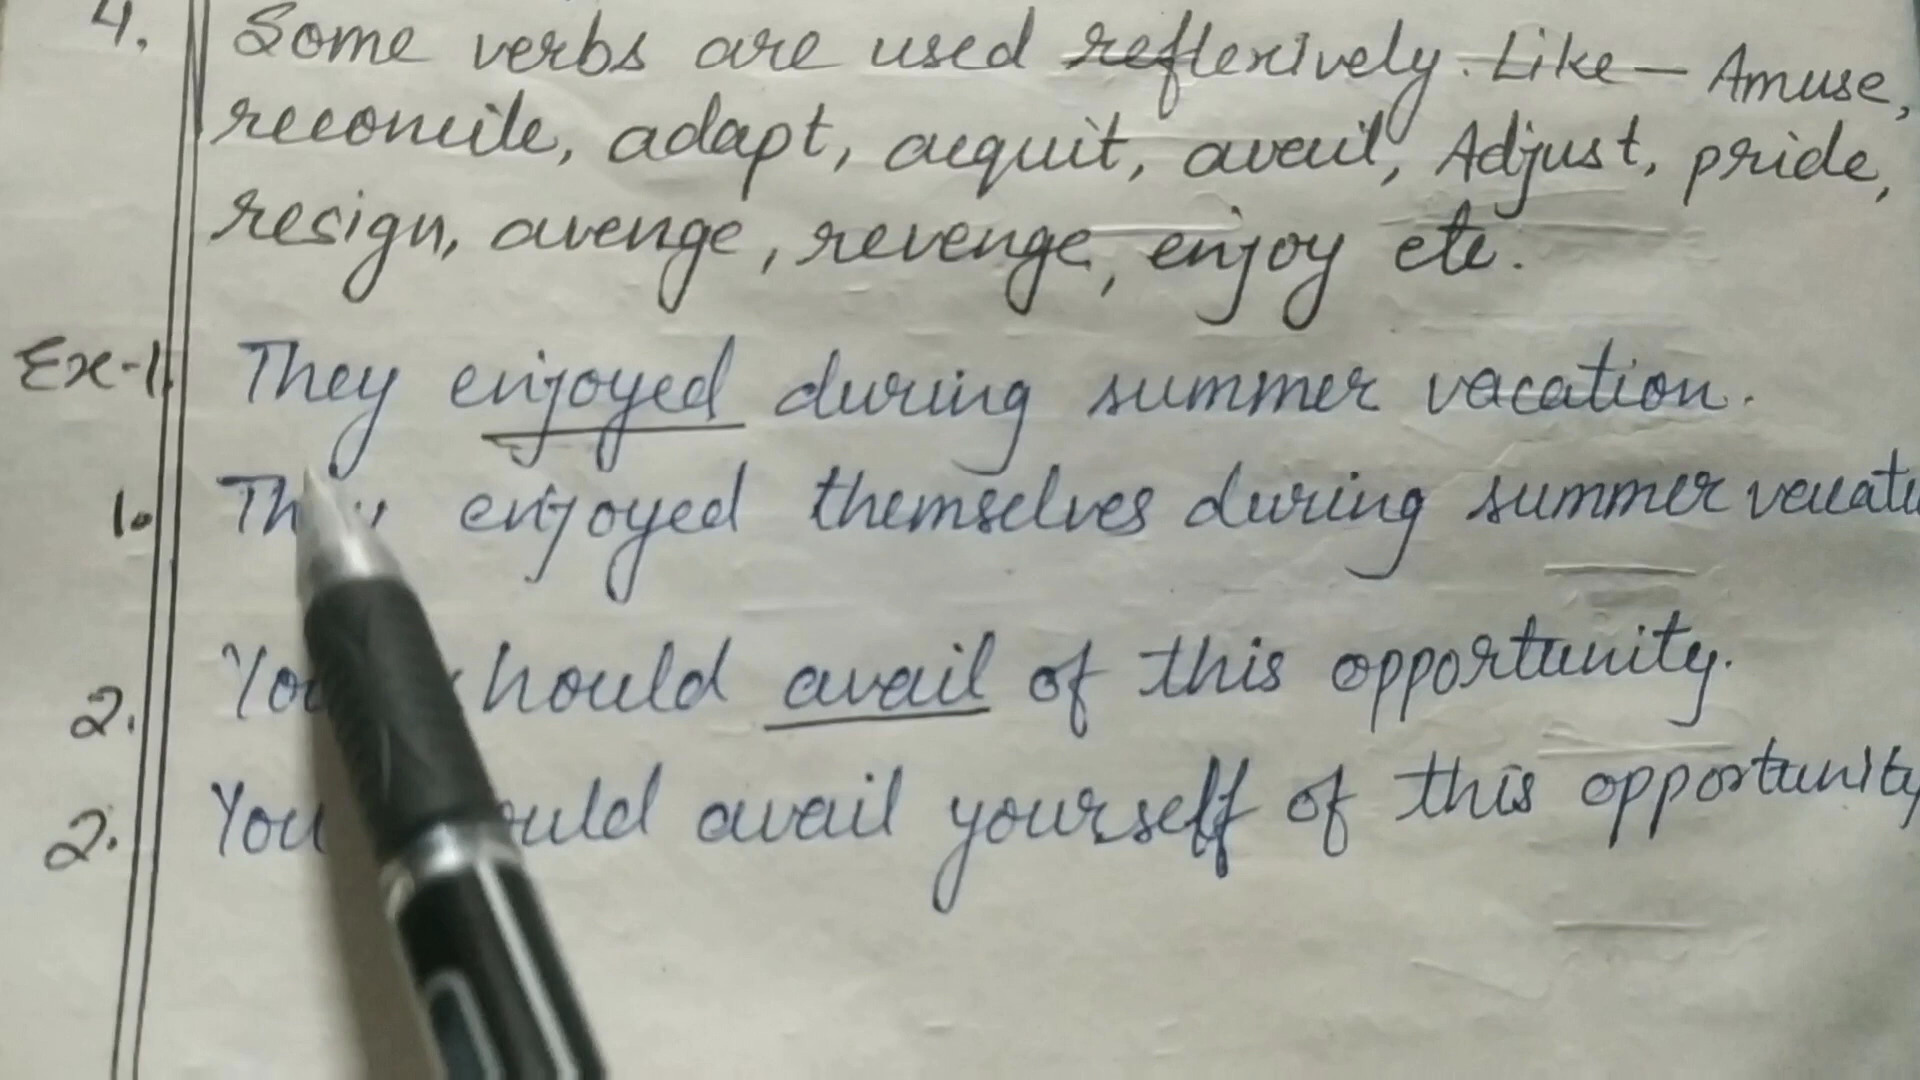 4. Some verbs are used reflexively. Like — Amuse,
reconcile, adapt, acquit, avail, Adjust, pride,
resign, avenge, revenge, enjoy etc.
Ex-1. They enjoyed during summer vacation.
1. enjoyed themselves during summer
2. avail of this opportunity.
2. You avail yourself of this opportunity